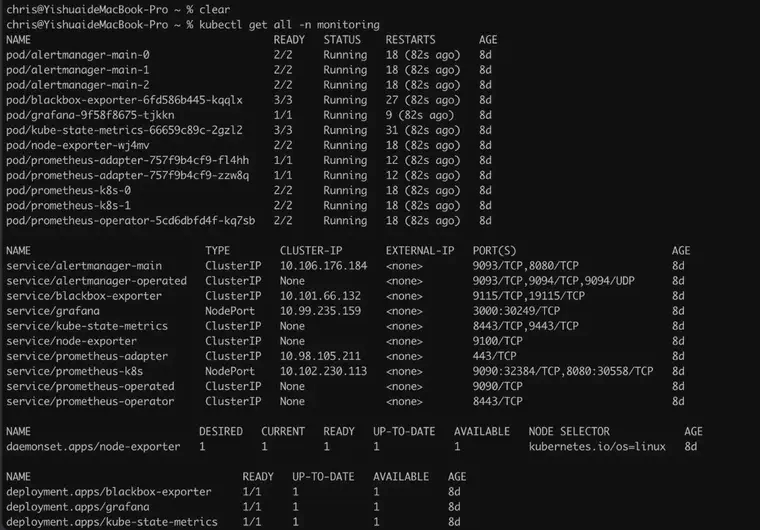 chris@YishuaideMacBook-Pro ~ % clear
chris@YishuaideMacBook-Pro ~ % kubectl get all -n monitoring
NAME READY STATUS RESTARTS AGE
pod/alertmanager-main-0 2/2 Running 18 (82s ago) 8d
pod/alertmanager-main-1 2/2 Running 18 (82s ago) 8d
pod/alertmanager-main-2 2/2 Running 18 (82s ago) 8d
pod/blackbox-exporter-6fd586b445-kqqlx 3/3 Running 27 (82s ago) 8d
pod/grafana-9f58f8675-tjkkn 1/1 Running 9 (82s ago) 8d
pod/kube-state-metrics-66659c89c-2gzl2 3/3 Running 31 (82s ago) 8d
pod/node-exporter-wj4mv 2/2 Running 18 (82s ago) 8d
pod/prometheus-adapter-757f9b4cf9-fl4hh 1/1 Running 12 (82s ago) 8d
pod/prometheus-adapter-757f9b4cf9-zzw8q 1/1 Running 12 (82s ago) 8d
pod/prometheus-k8s-0 2/2 Running 18 (82s ago) 8d
pod/prometheus-k8s-1 2/2 Running 18 (82s ago) 8d
pod/prometheus-operator-5cd6dbfd4f-kq7sb 2/2 Running 18 (82s ago) 8d
NAME TYPE CLUSTER-IP EXTERNAL-IP PORT(S) AGE
service/alertmanager-main ClusterIP 10.106.176.184 <none> 9093/TCP,8080/TCP 8d
service/alertmanager-operated ClusterIP None <none> 9093/TCP,9094/TCP,9094/UDP 8d
service/blackbox-exporter ClusterIP 10.101.66.132 <none> 9115/TCP,19115/TCP 8d
service/grafana NodePort 10.99.235.159 <none> 3000:30249/TCP 8d
service/kube-state-metrics ClusterIP None <none> 8443/TCP,9443/TCP 8d
service/node-exporter ClusterIP None <none> 9100/TCP 8d
service/prometheus-adapter ClusterIP 10.98.105.211 <none> 443/TCP 8d
service/prometheus-k8s NodePort 10.102.230.113 <none> 9090:32384/TCP,8080:30558/TCP 8d
service/prometheus-operated ClusterIP None <none> 9090/TCP 8d
service/prometheus-operator ClusterIP None <none> 8443/TCP 8d
NAME DESIRED CURRENT READY UP-TO-DATE AVAILABLE NODE SELECTOR AGE
daemonset.apps/node-exporter 1 1 1 1 1 kubernetes.io/os=linux 8d
NAME READY UP-TO-DATE AVAILABLE AGE
deployment.apps/blackbox-exporter 1/1 1 1 8d
deployment.apps/grafana 1/1 1 1 8d
deployment.apps/kube-state-metrics 1/1 1 1 8d